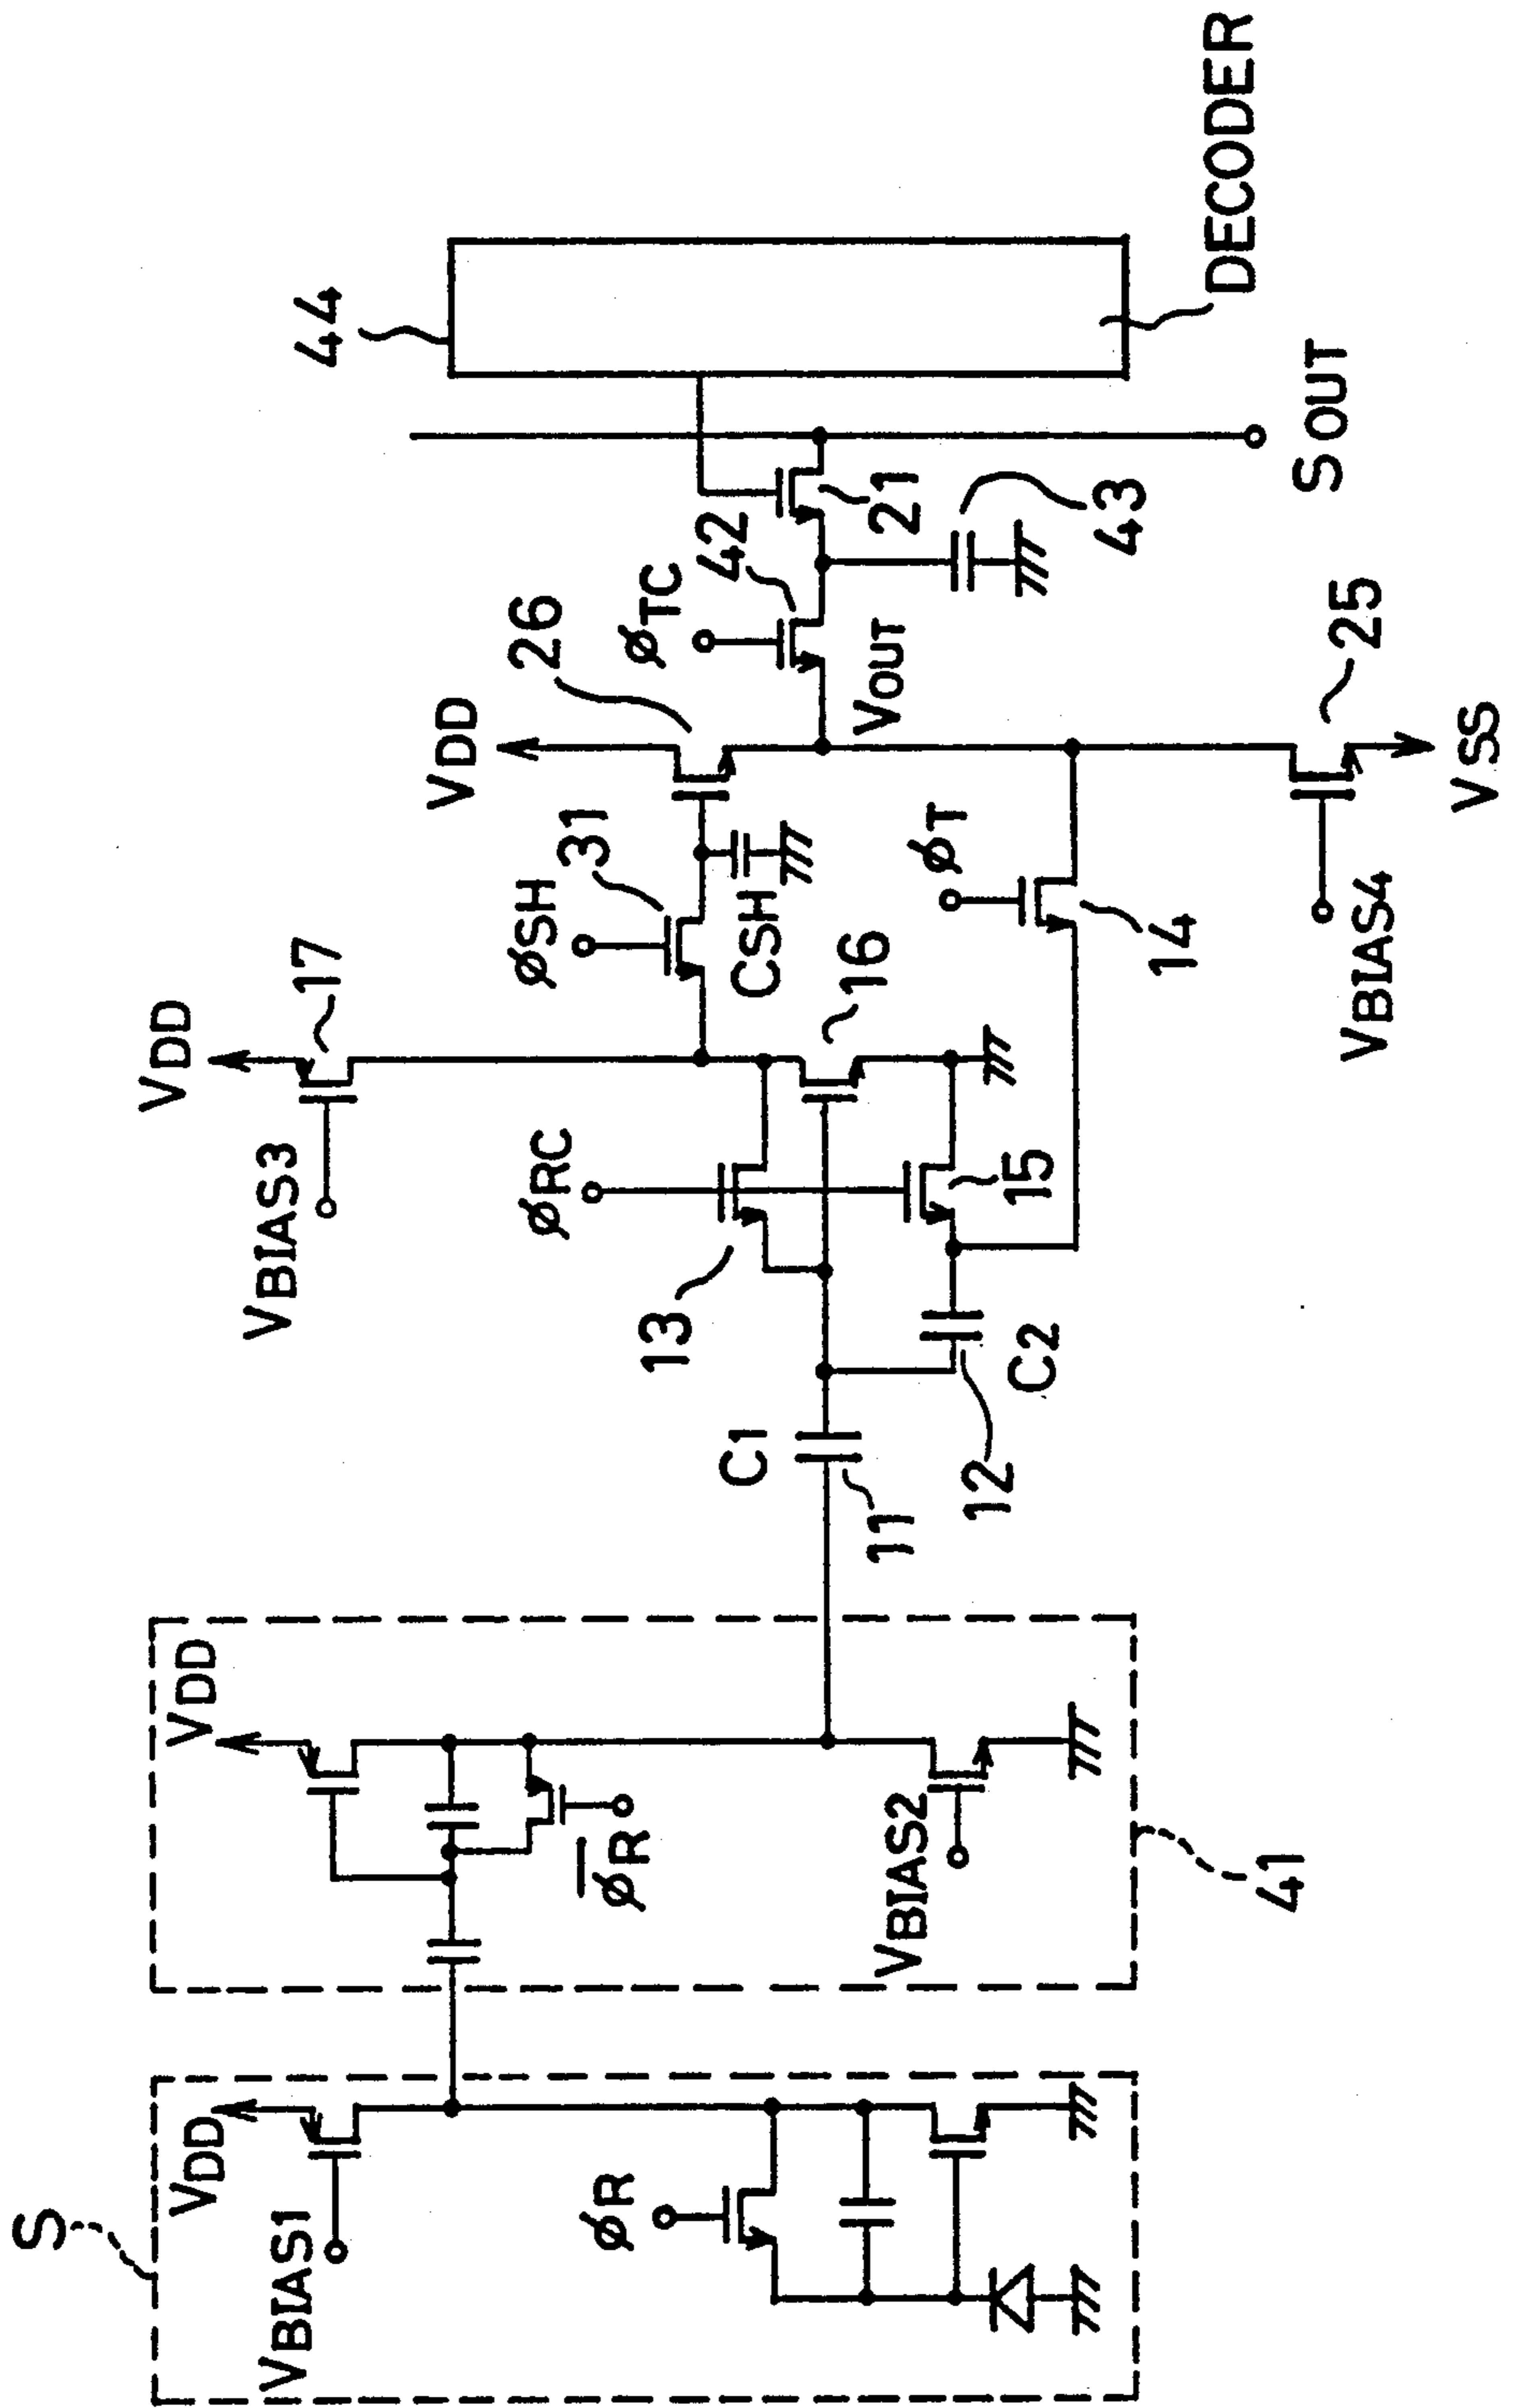 S
VDD
VBIAS1
øR
VDD
øR
VBIAS2
41
C1
11
12
C2
VDD
17
VBIAS3
øRC
13
15
16
øSH
31
CSH
VDD
26
øT
14
VBIAS4
25
VSS
øTC
42
VOUT
21
43
44
SOUT
DECODER